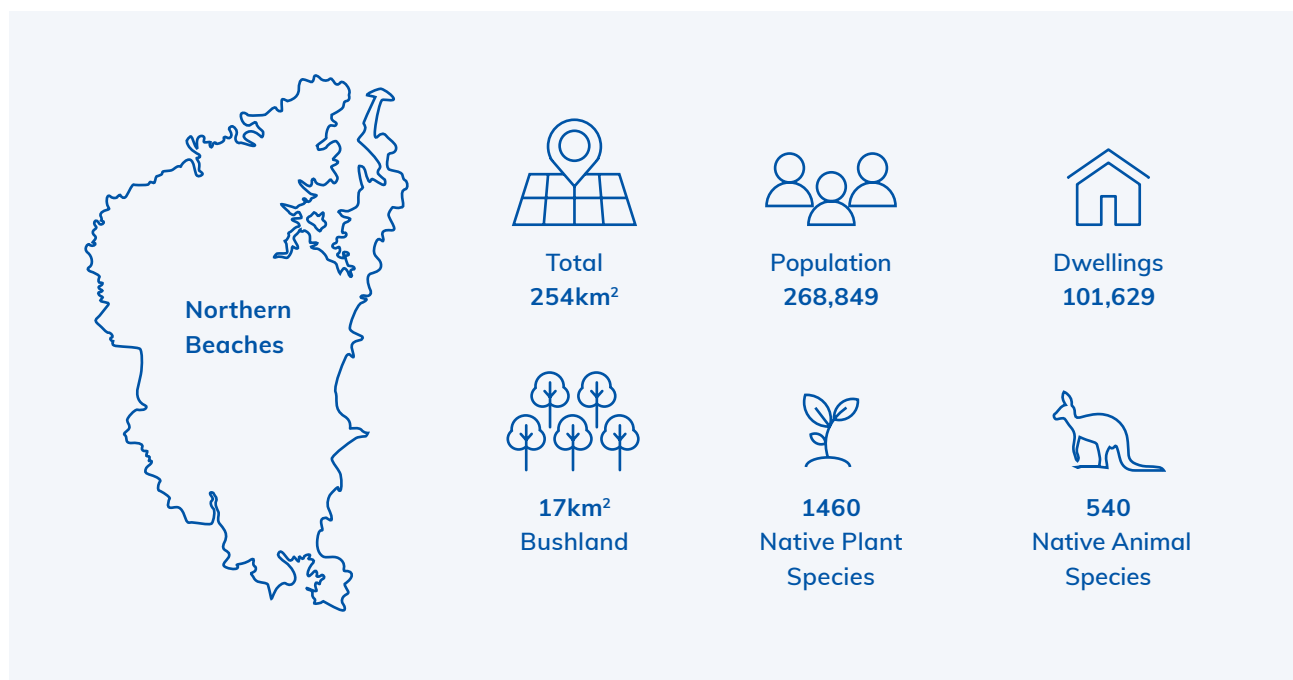 Northern
Beaches
Total
254km²
Population
268,849
Dwellings
101,629
17km²
Bushland
1460
Native Plant
Species
540
Native Animal
Species